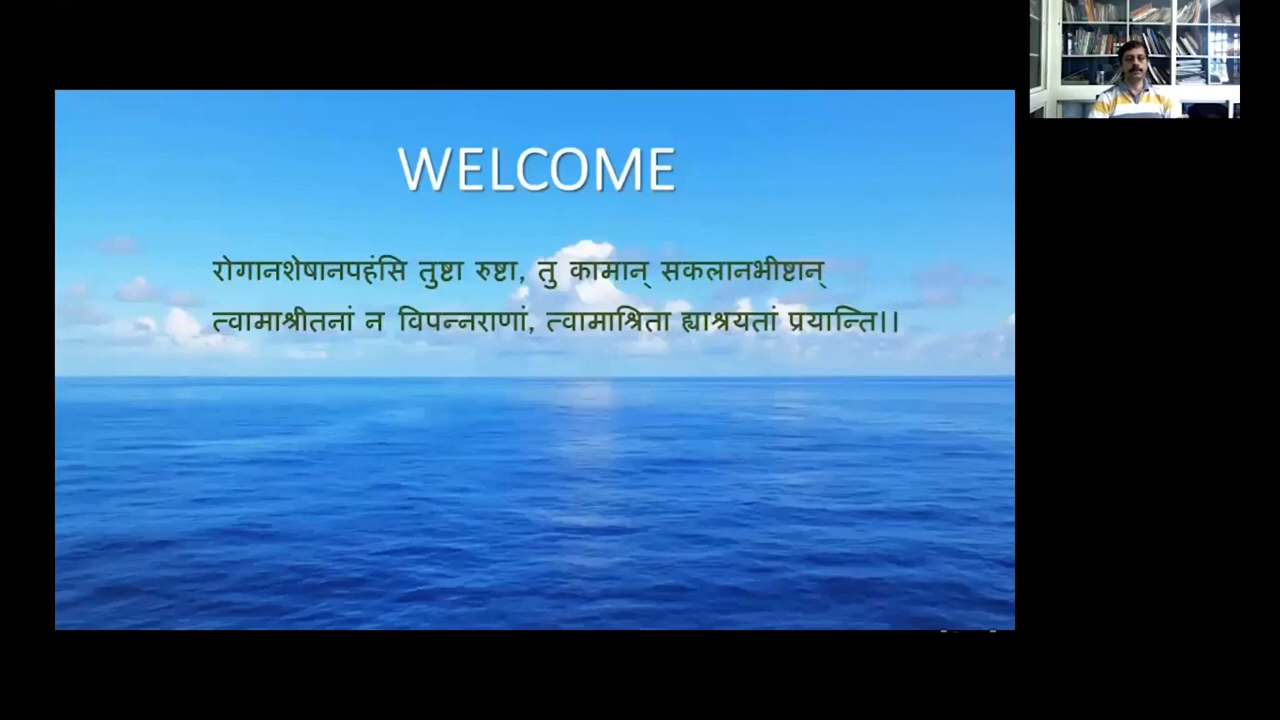 WELCOME
रोगानशेषानपहंसि तुष्टा रुष्टा, तु कामान् सकलानभीष्टान्
त्वामाश्रीतनां न विपन्नराणां, त्वामाश्रिता ह्याश्रयतां प्रयान्ति।।